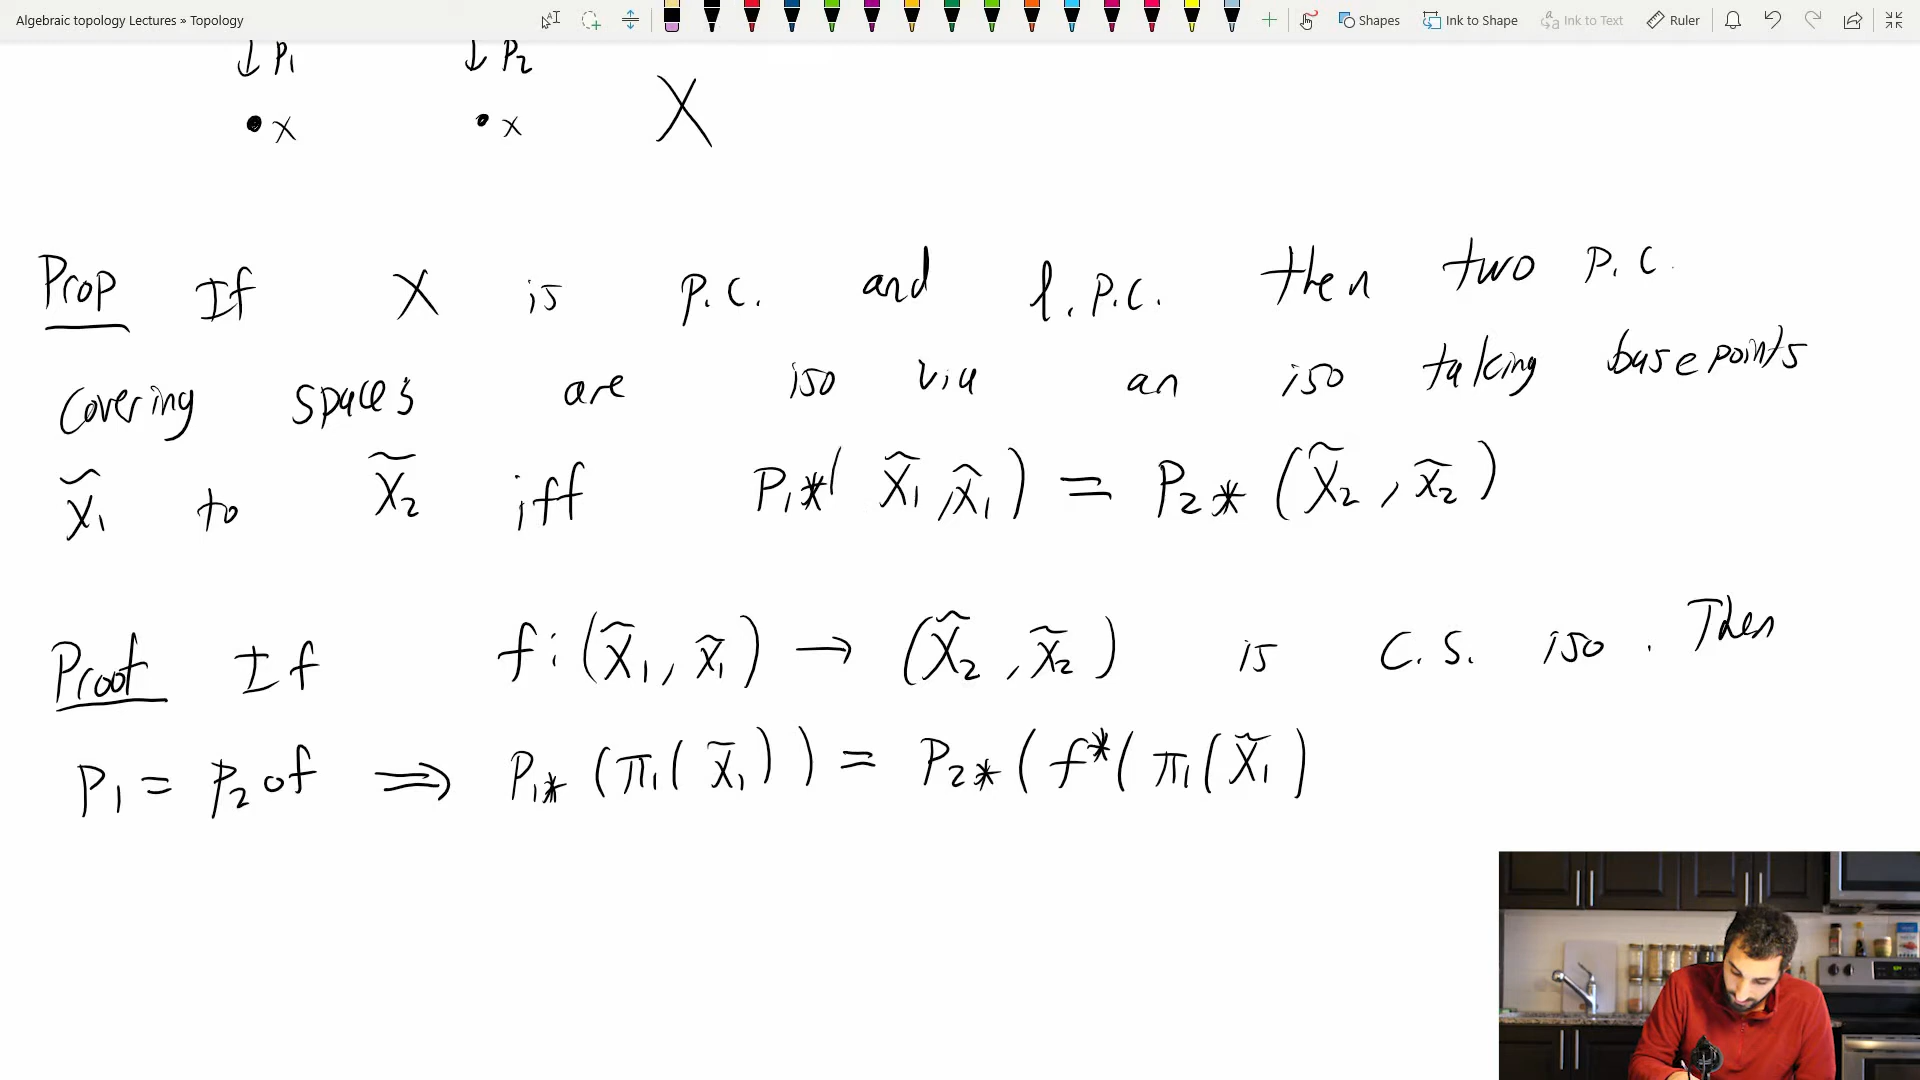 Algebraic topology Lectures » Topology
Shapes
Ink to Shape
Ink to Text
Ruler
↓ p₁ ↓ p₂
• x • x X
Prop If X is p.c. and l.p.c. then two p.c.
covering spaces are iso via an iso taking basepoints
x̃₁ to x̃₂ iff p₁*( X̃₁, x̃₁) = p₂* (X̃₂, x̃₂)
Proof If f: (X̃₁, x̃₁) → (X̃₂, x̃₂) is C.S. iso. Then
p₁ = p₂ o f ⟹ p₁* (π₁( X̃₁)) = p₂* ( f*( π₁(X̃₁)